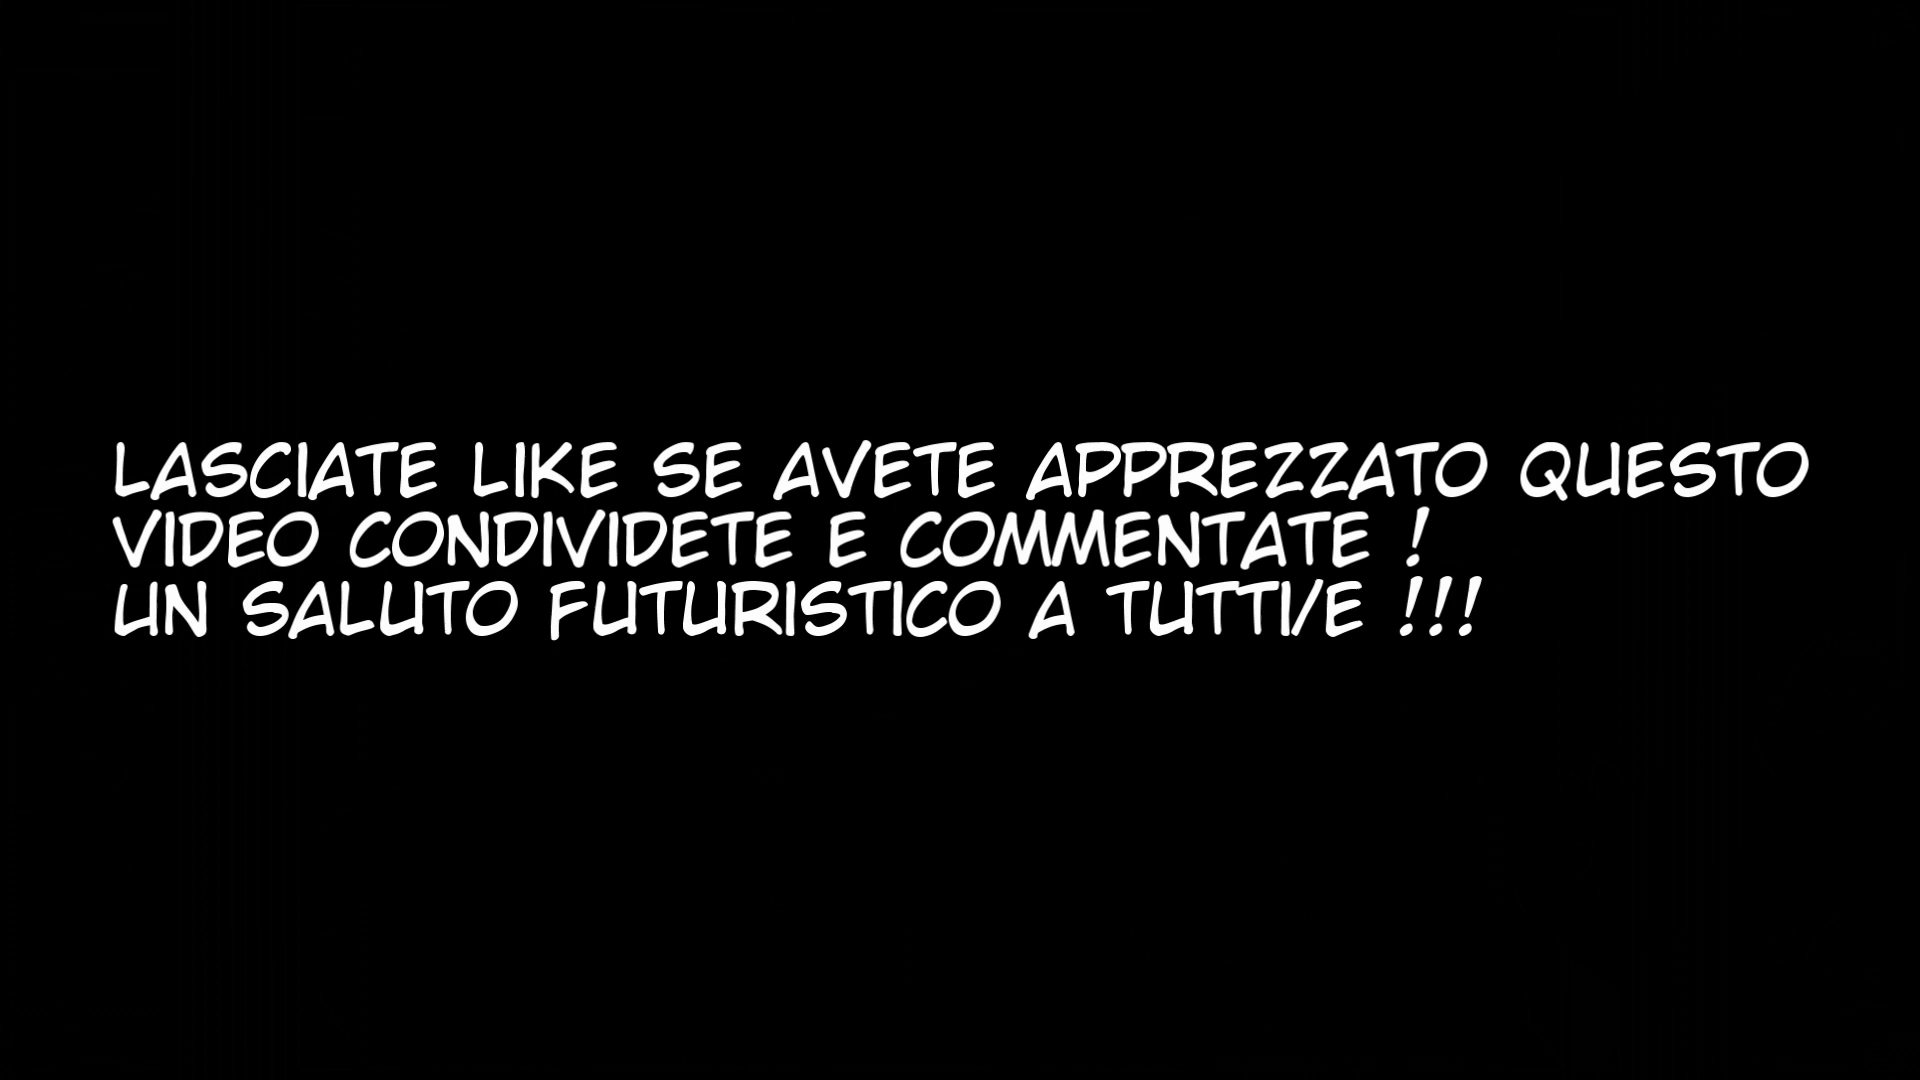 LASCIATE LIKE SE AVETE APPREZZATO QUESTO
VIDEO CONDIVIDETE E COMMENTATE !
UN SALUTO FUTURISTICO A TUTTI/E !!!